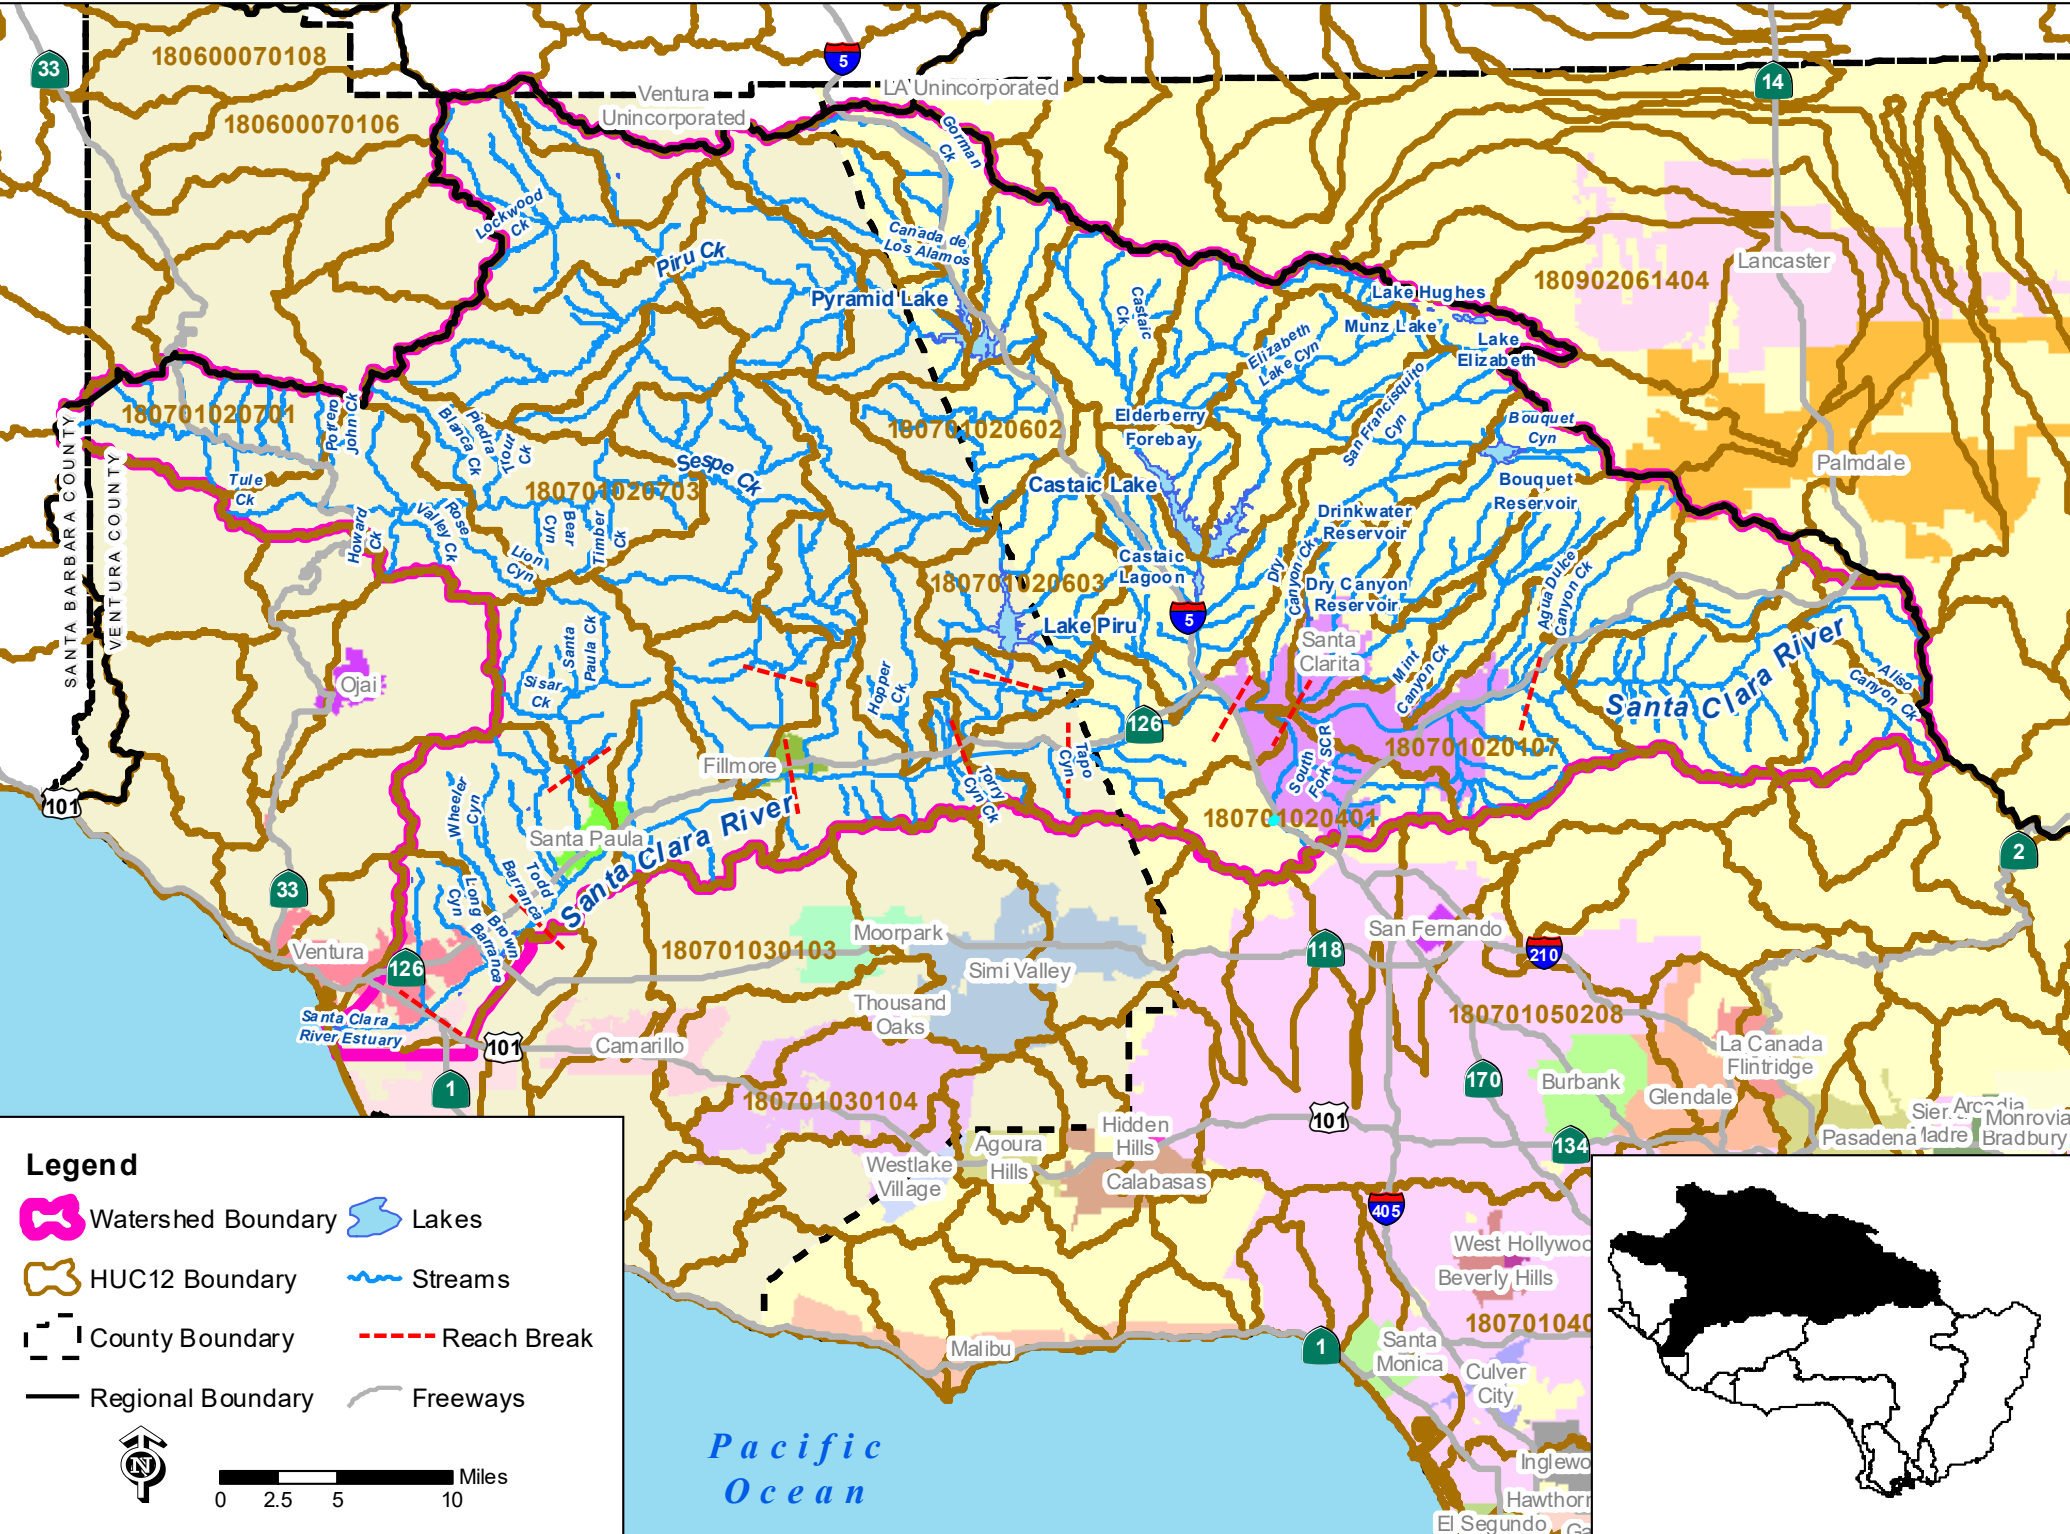 33
180600070108
5
14
Ventura
Unincorporated
LA Unincorporated
180600070106
Gorman
Ck
Lockwood
Ck
Piru Ck
Canada de
Los Alamos
Pyramid Lake
Castaic
Ck
Lake Hughes
Munz Lake
Lake
Elizabeth
Elizabeth
Lake Cyn
180902061404
Lancaster
180701020701
Potrero
John Ck
Piedra
Blanca Ck
Trout
Ck
180701020602
Elderberry
Forebay
San Francisquito
Cyn
Bouquet
Cyn
Palmdale
Tule
Ck
Sespe Ck
180701020703
Castaic Lake
Bouquet
Reservoir
Drinkwater
Reservoir
Howard
Ck
Rose
Valley Ck
Lion
Cyn
Bear
Cyn
Timber
Ck
Castaic
Lagoon
Dry
Canyon Ck
Dry Canyon
Reservoir
Agua Dulce
Canyon Ck
180701020603
Lake Piru
5
SANTA BARBARA COUNTY
VENTURA COUNTY
Santa
Paula Ck
Sisar
Ck
Hopper
Ck
Santa
Clarita
Mint
Canyon Ck
Santa Clara River
Aliso
Canyon Ck
Ojai
126
Fillmore
Tapo
Cyn
Torry
Cyn Ck
South
Fork SCR
180701020107
101
Wheeler
Cyn
Santa Paula
Santa Clara River
180701020401
2
33
Todd
Barranca
Long
Cyn
Brown
Barranca
Ventura
126
180701030103
Moorpark
Simi Valley
118
San Fernando
210
Santa Clara
River Estuary
101
Camarillo
Thousand
Oaks
180701050208
La Canada
Flintridge
1
170
Burbank
Glendale
180701030104
101
Hidden
Hills
Agoura
Hills
Westlake
Village
Calabasas
134
Pasadena
Madre
Arcadia
Monrovia
Bradbury
405
West Hollywoo
Beverly Hills
180701040
Malibu
1
Santa
Monica
Culver
City
Inglewo
Hawthorn
El Segundo
Ga
Pacific
Ocean
Legend
Watershed Boundary
Lakes
HUC12 Boundary
Streams
County Boundary
Reach Break
Regional Boundary
Freeways
N
Miles
0 2.5 5 10